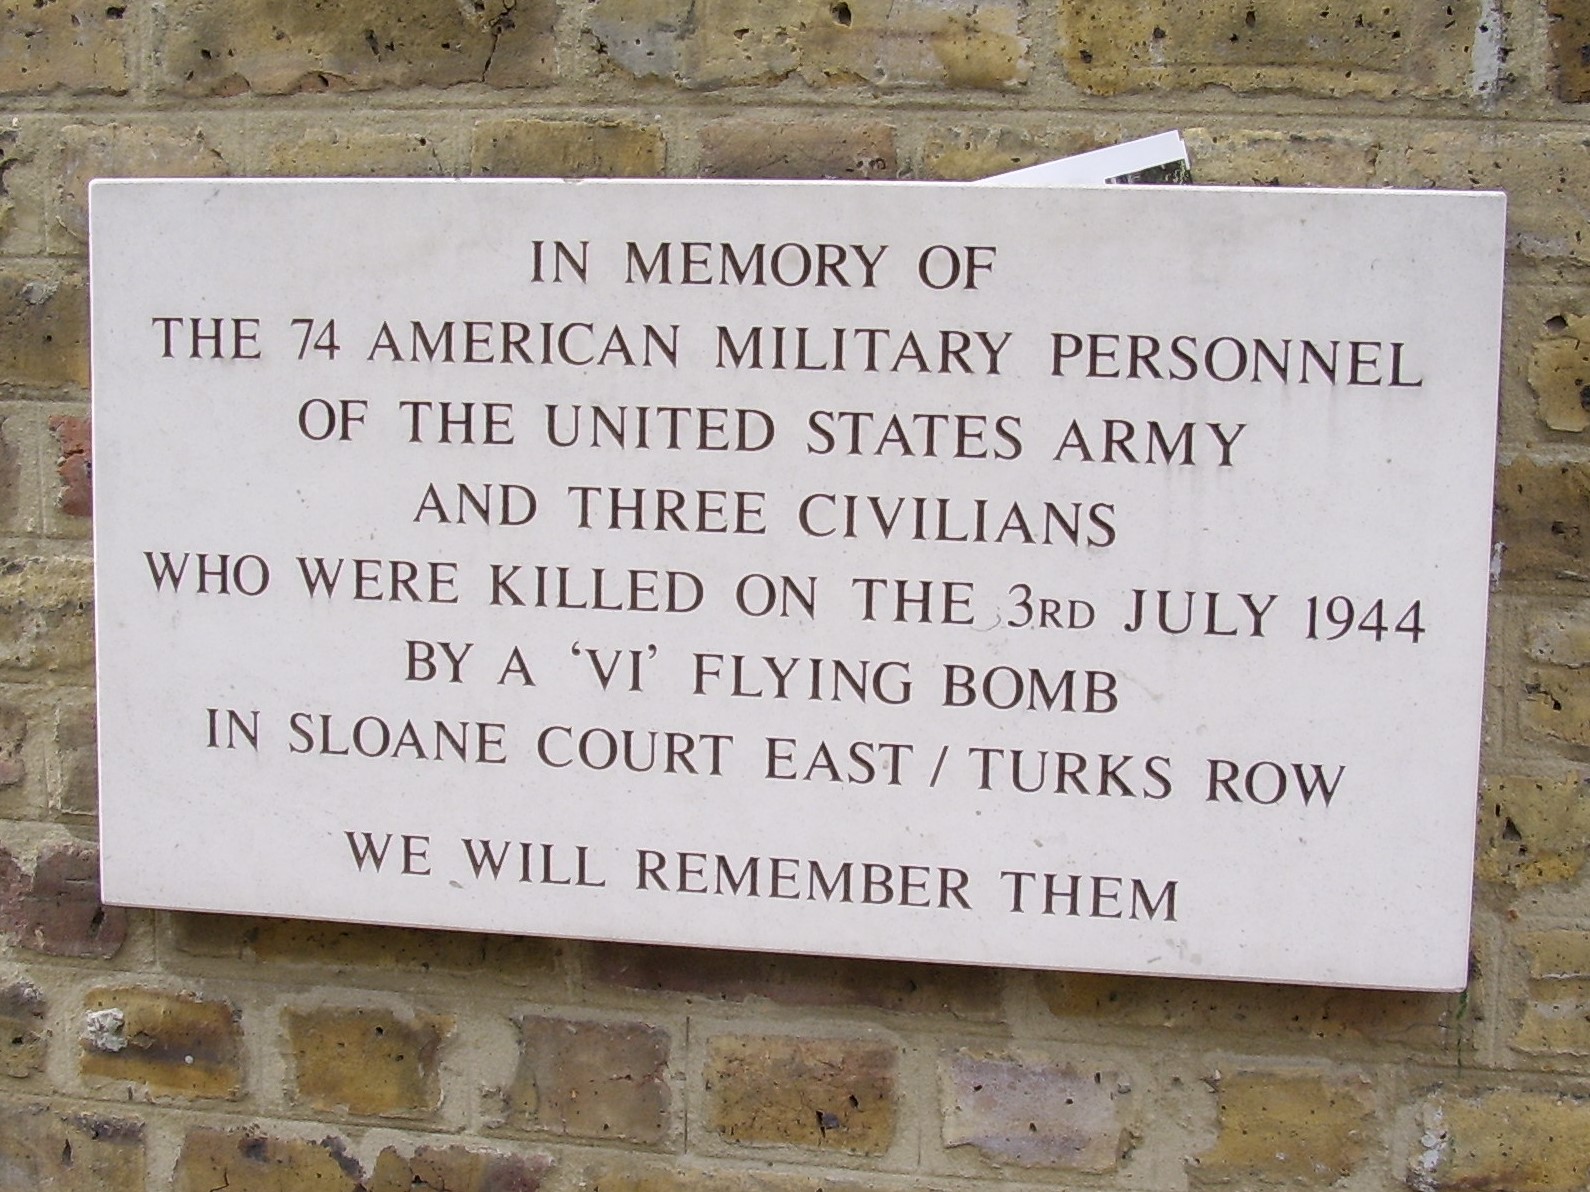 IN MEMORY OF
THE 74 AMERICAN MILITARY PERSONNEL
OF THE UNITED STATES ARMY
AND THREE CIVILIANS
WHO WERE KILLED ON THE 3RD JULY 1944
BY A ‘VI’ FLYING BOMB
IN SLOANE COURT EAST / TURKS ROW
WE WILL REMEMBER THEM